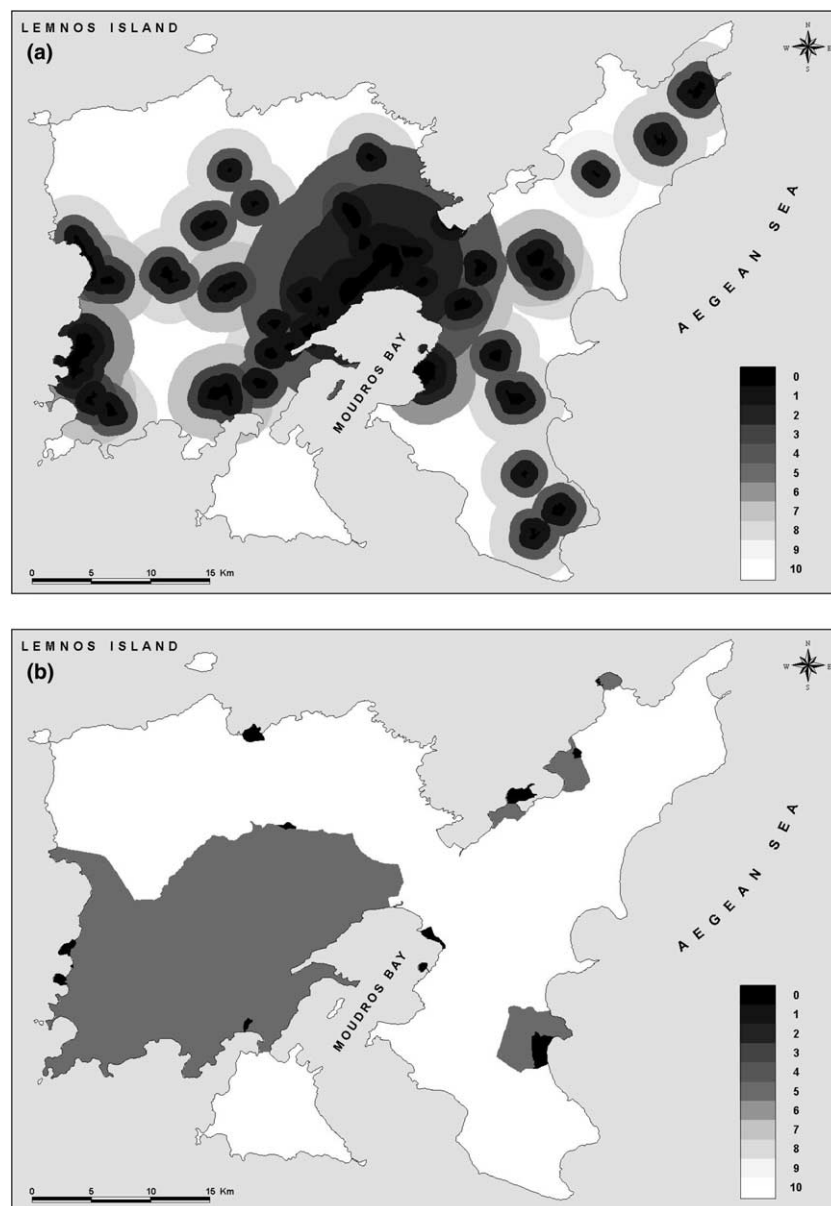 LEMNOS ISLAND
(a)
N
W
E
S
AEGEAN SEA
MOUDROS BAY
0
1
2
3
4
5
6
7
8
9
10
0 5 10 15 Km
LEMNOS ISLAND
(b)
N
W
E
S
AEGEAN SEA
MOUDROS BAY
0
1
2
3
4
5
6
7
8
9
10
0 5 10 15 Km